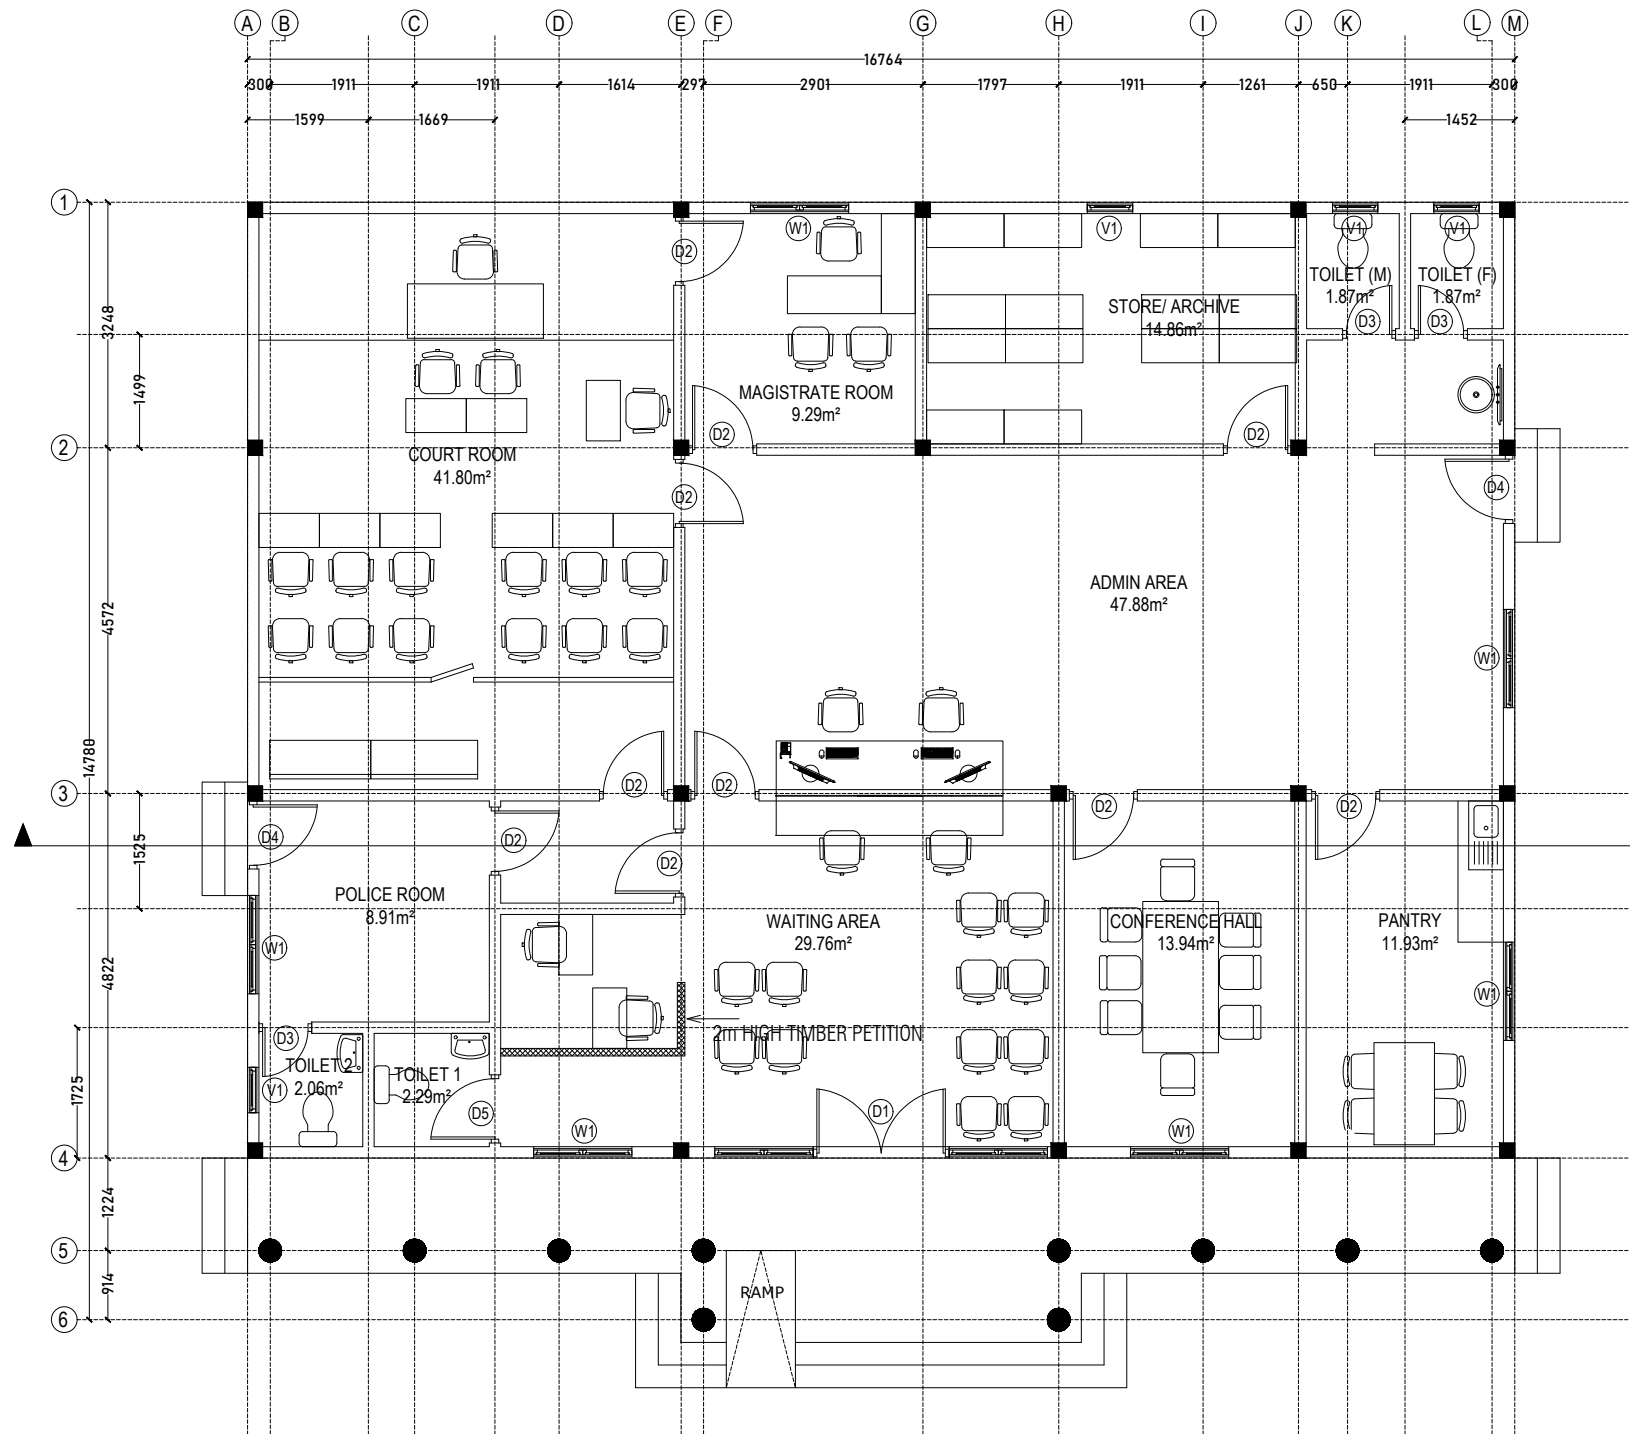 A B C D E F G H I J K L M
16764
300 1911 1911 1614 297 2901 1797 1911 1261 650 1911 300
1599 1669 1452
1
2
3
4
5
6
3248
1499
4572
14780
1525
4822
1725
1224
914
D2 W1 V1 V1 V1
TOILET (M)
1.87m²
TOILET (F)
1.87m²
D3 D3
STORE/ ARCHIVE
14.86m²
MAGISTRATE ROOM
9.29m²
D2 D2
COURT ROOM
41.80m²
D2 D4
ADMIN AREA
47.88m²
W1
D2 D2 D2 D2
D4 D2 D2
POLICE ROOM
8.91m²
WAITING AREA
29.76m²
CONFERENCE HALL
13.94m²
PANTRY
11.93m²
W1 W1
2m HIGH TIMBER PETITION
D3
TOILET 2
2.06m²
TOILET 1
2.29m²
V1 D5 W1 D1 W1
RAMP